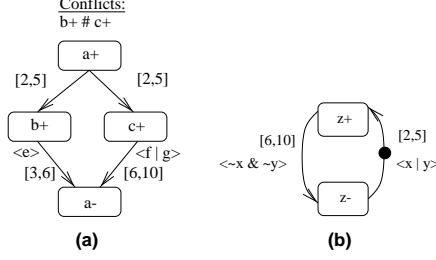 Conflicts:
b+ # c+
a+
[2,5] [2,5]
b+ c+
<e> <f | g>
[3,6] [6,10]
a-
(a)
z+
[6,10] [2,5]
<~x & ~y> <x | y>
z-
(b)